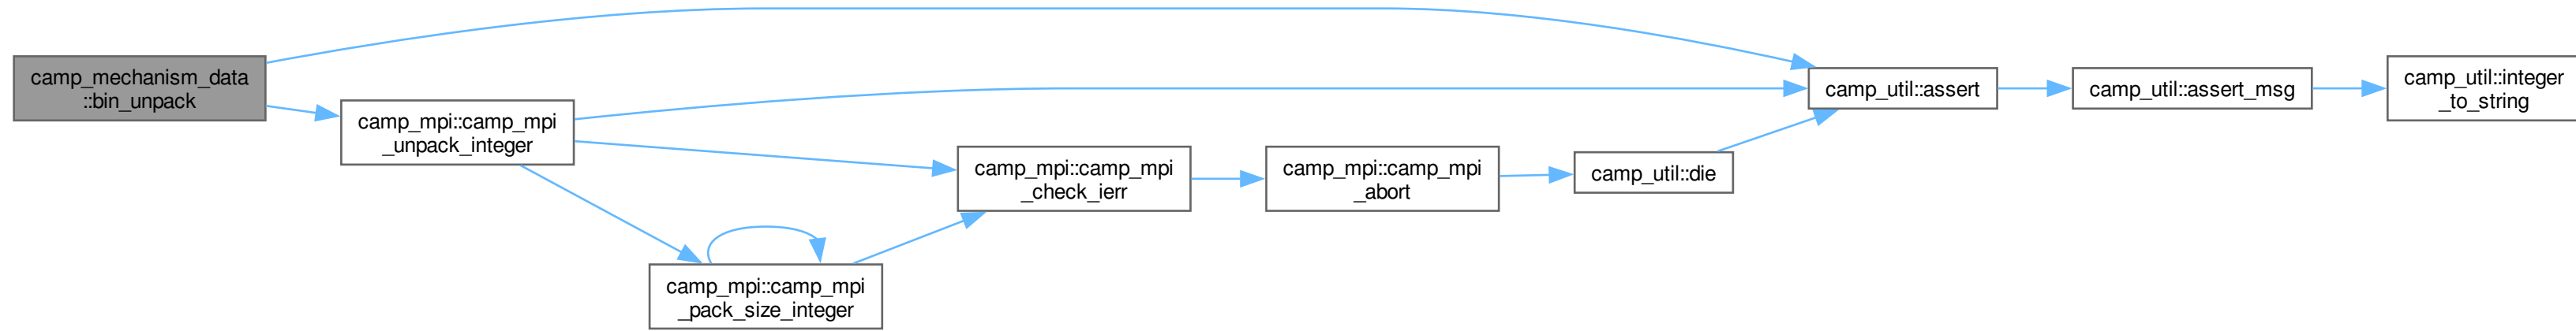 camp_mechanism_data
::bin_unpack
camp_mpi::camp_mpi
_unpack_integer
camp_mpi::camp_mpi
_pack_size_integer
camp_mpi::camp_mpi
_check_ierr
camp_mpi::camp_mpi
_abort
camp_util::die
camp_util::assert
camp_util::assert_msg
camp_util::integer
_to_string